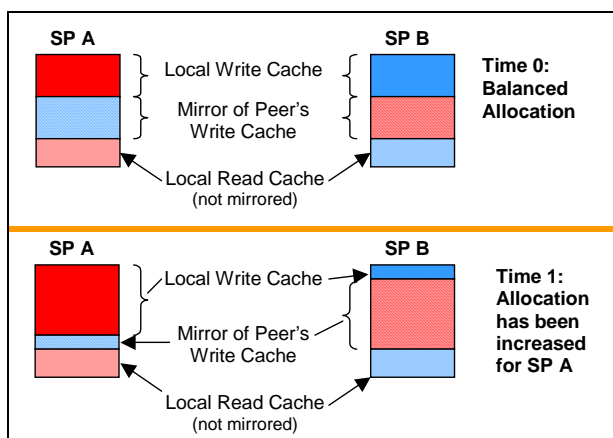 SP A
SP B
Local Write Cache
Mirror of Peer's
Write Cache
Local Read Cache
(not mirrored)
Time 0:
Balanced
Allocation
SP A
SP B
Local Write Cache
Mirror of Peer's
Write Cache
Local Read Cache
(not mirrored)
Time 1:
Allocation
has been
increased
for SP A